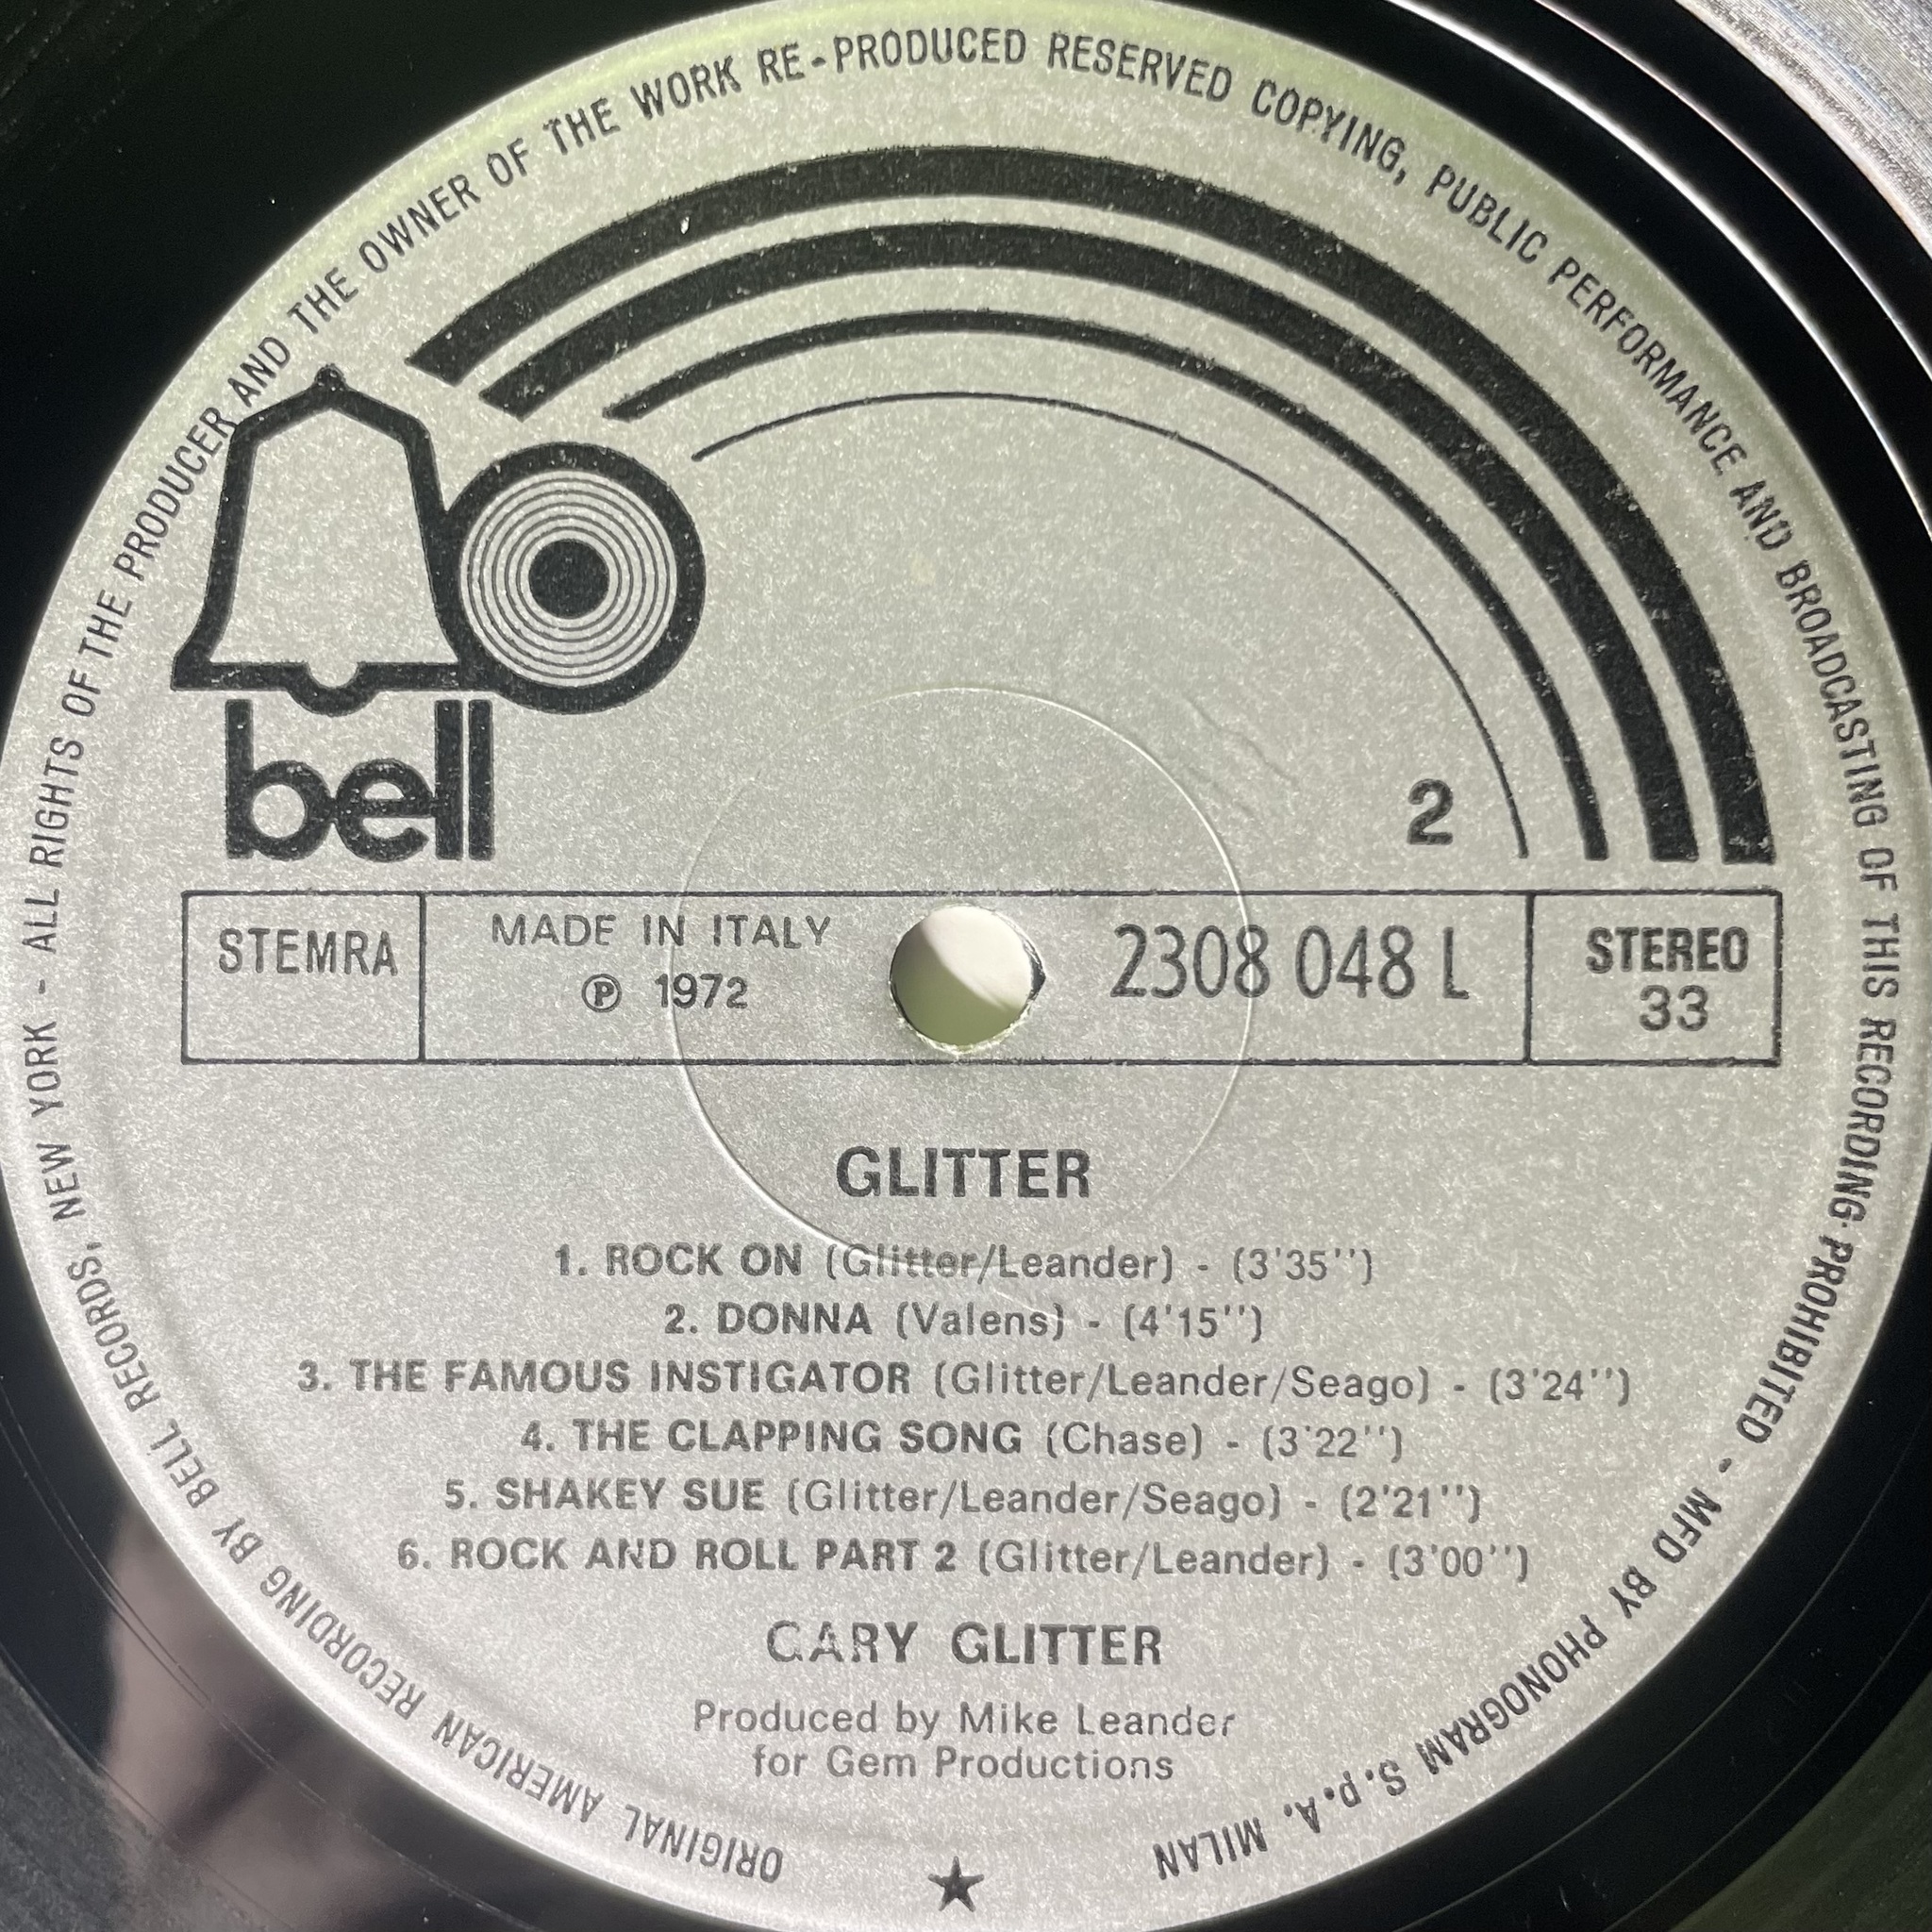 ORIGINAL AMERICAN RECORDING BY BELL RECORDS, NEW YORK - ALL RIGHTS OF THE PRODUCER AND THE OWNER OF THE WORK RE-PRODUCED RESERVED COPYING, PUBLIC PERFORMANCE AND BROADCASTING OF THIS RECORDING PROHIBITED - MFD BY PHONOGRAM S.p.A. MILAN
bell
2
STEMRA
MADE IN ITALY
℗ 1972
2308 048 L
STEREO
33
GLITTER
1. ROCK ON (Glitter/Leander) - (3'35'')
2. DONNA (Valens) - (4'15'')
3. THE FAMOUS INSTIGATOR (Glitter/Leander/Seago) - (3'24'')
4. THE CLAPPING SONG (Chase) - (3'22'')
5. SHAKEY SUE (Glitter/Leander/Seago) - (2'21'')
6. ROCK AND ROLL PART 2 (Glitter/Leander) - (3'00'')
GARY GLITTER
Produced by Mike Leander
for Gem Productions